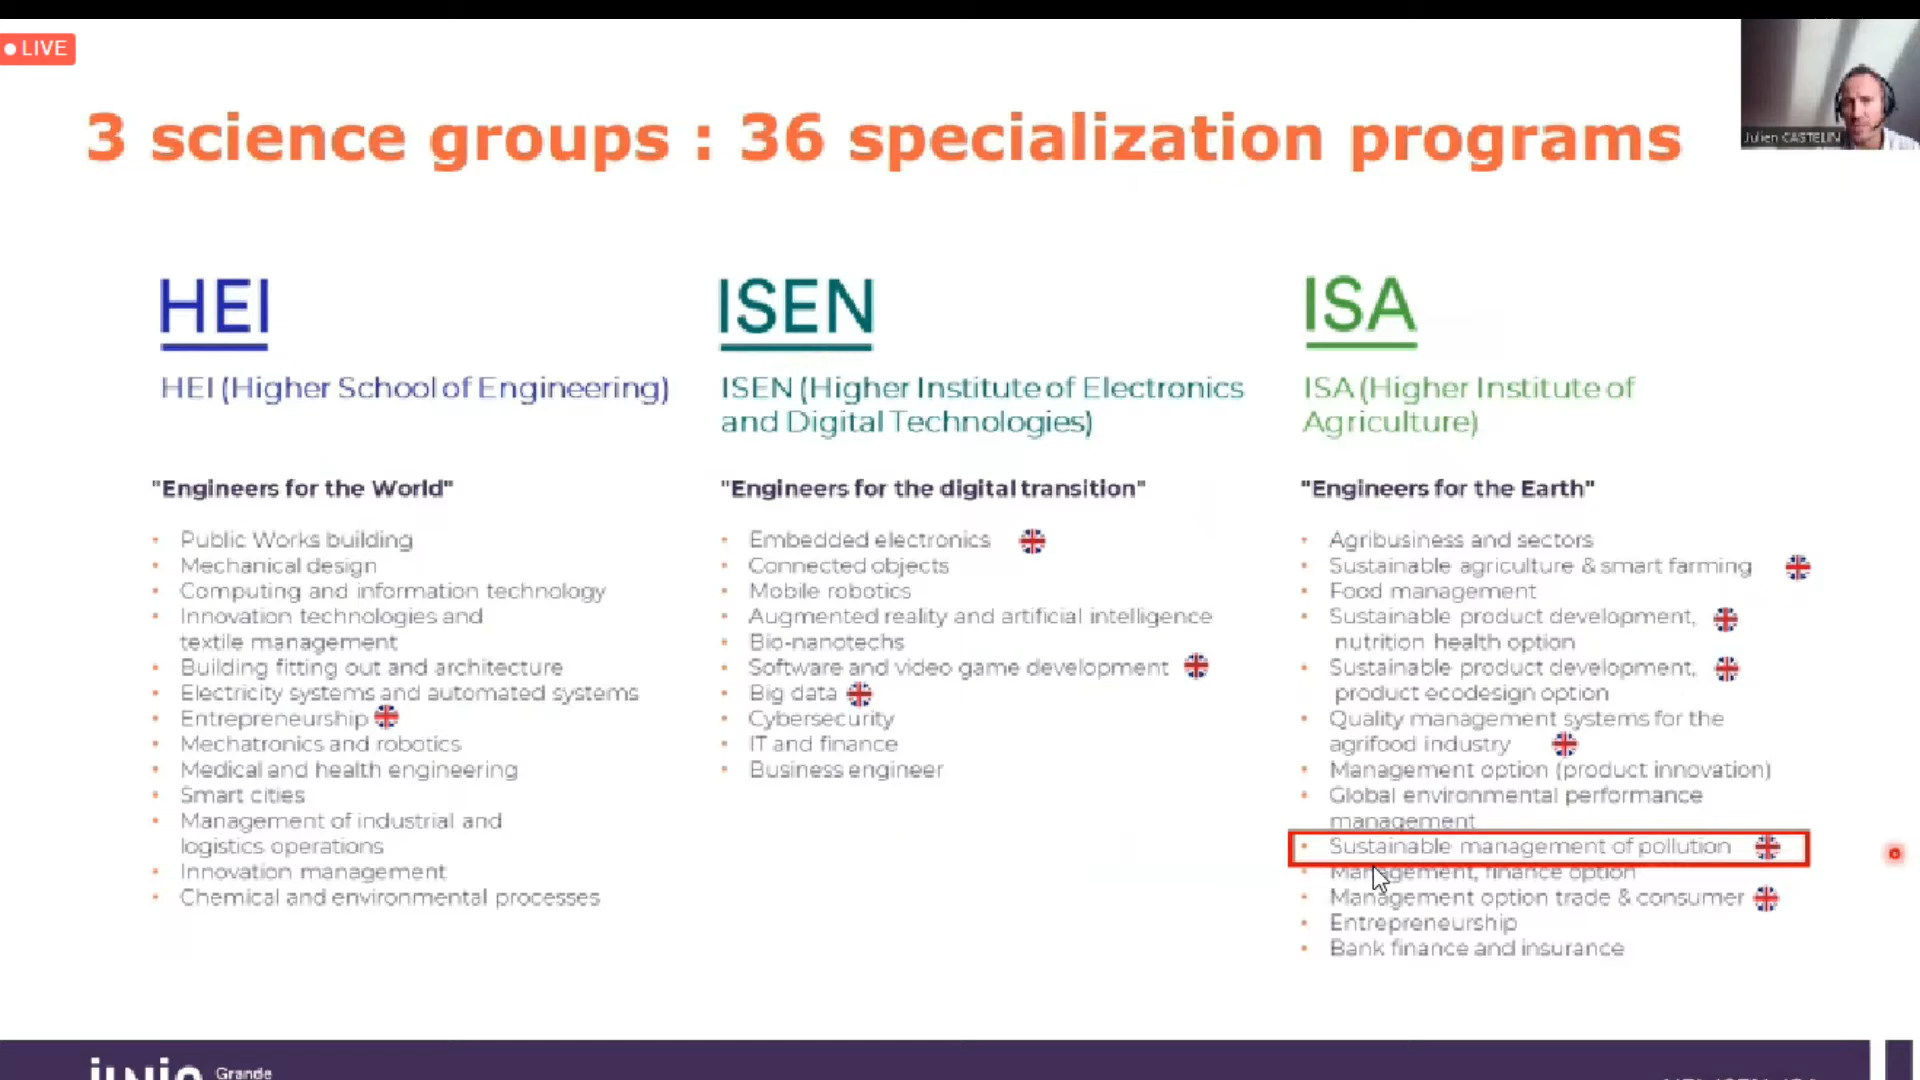 LIVE
3 science groups : 36 specialization programs
Julien CASTELIN
HEI
HEI (Higher School of Engineering)
"Engineers for the World"
• Public Works building
• Mechanical design
• Computing and information technology
• Innovation technologies and
textile management
• Building fitting out and architecture
• Electricity systems and automated systems
• Entrepreneurship
• Mechatronics and robotics
• Medical and health engineering
• Smart cities
• Management of industrial and
logistics operations
• Innovation management
• Chemical and environmental processes
ISEN
ISEN (Higher Institute of Electronics
and Digital Technologies)
"Engineers for the digital transition"
• Embedded electronics
• Connected objects
• Mobile robotics
• Augmented reality and artificial intelligence
• Bio-nanotechs
• Software and video game development
• Big data
• Cybersecurity
• IT and finance
• Business engineer
ISA
ISA (Higher Institute of
Agriculture)
"Engineers for the Earth"
• Agribusiness and sectors
• Sustainable agriculture & smart farming
• Food management
• Sustainable product development,
nutrition health option
• Sustainable product development,
product ecodesign option
• Quality management systems for the
agrifood industry
• Management option (product innovation)
• Global environmental performance
management
• Sustainable management of pollution
• Management, finance option
• Management option trade & consumer
• Entrepreneurship
• Bank finance and insurance
Grande